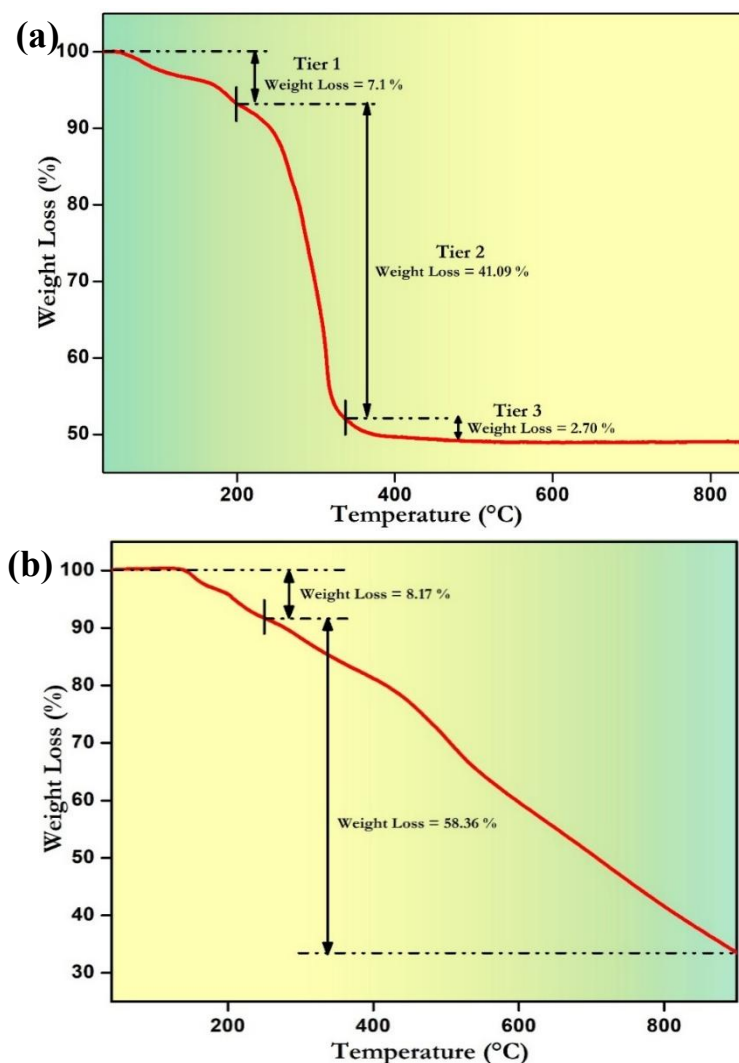 (a)
Weight Loss (%)
100
90
80
70
60
50
Tier 1
Weight Loss = 7.1 %
Tier 2
Weight Loss = 41.09 %
Tier 3
Weight Loss = 2.70 %
200
400
600
800
Temperature (°C)
(b)
Weight Loss (%)
100
90
80
70
60
50
40
30
Weight Loss = 8.17 %
Weight Loss = 58.36 %
200
400
600
800
Temperature (°C)